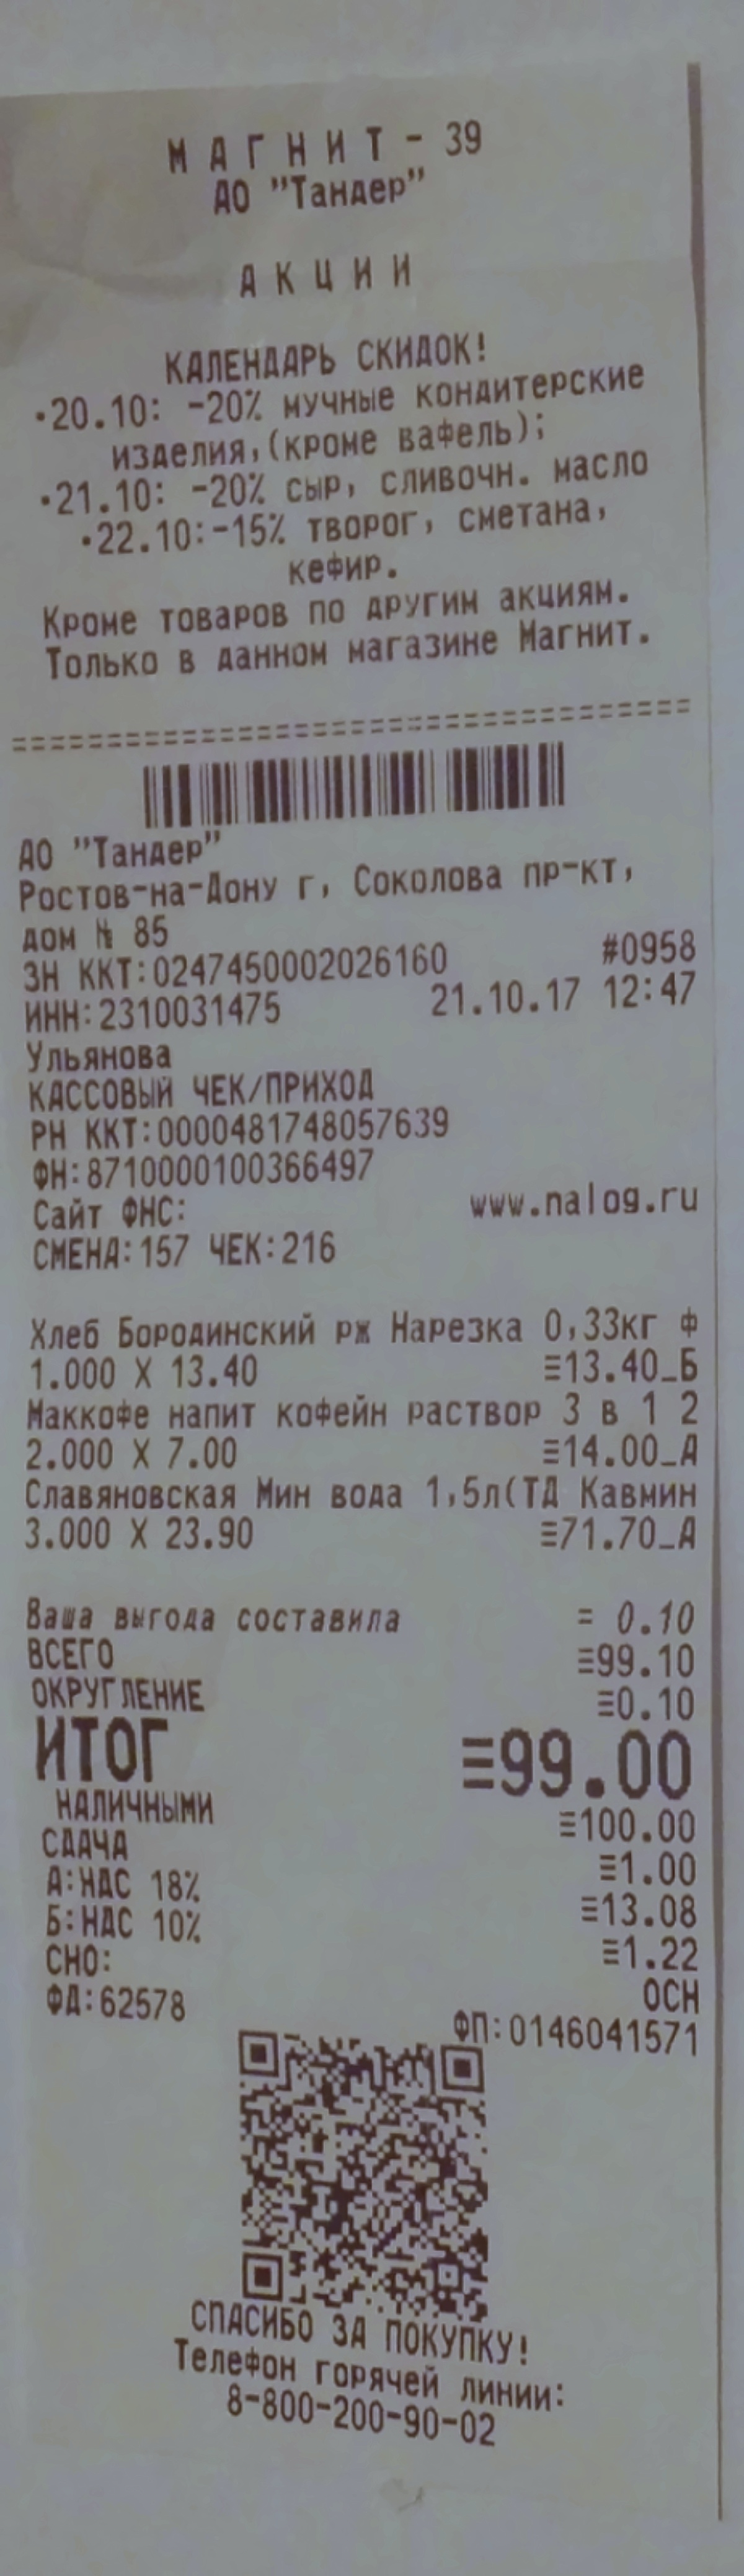 МАГНИТ - 39
АО "Тандер"
АКЦИИ
КАЛЕНДАРЬ СКИДОК!
•20.10: -20% мучные кондитерские
изделия,(кроме вафель);
•21.10: -20% сыр, сливочн. масло
•22.10:-15% творог, сметана,
кефир.
Кроме товаров по другим акциям.
Только в данном магазине Магнит.
====================================
АО "Тандер"
Ростов-на-Дону г, Соколова пр-кт,
дом № 85
ЗН ККТ:0247450002026160 #0958
ИНН:2310031475 21.10.17 12:47
Ульянова
КАССОВЫЙ ЧЕК/ПРИХОД
РН ККТ:0000481748057639
ФН:8710000100366497
Сайт ФНС: www.nalog.ru
СМЕНА:157 ЧЕК:216
Хлеб Бородинский рж Нарезка 0,33кг Ф
1.000 X 13.40 ≡13.40_Б
Маккофе напит кофейн раствор 3 в 1 2
2.000 X 7.00 ≡14.00_А
Славяновская Мин вода 1,5л(ТД Кавмин
3.000 X 23.90 ≡71.70_А
Ваша выгода составила = 0.10
ВСЕГО ≡99.10
ОКРУГЛЕНИЕ ≡0.10
ИТОГ ≡99.00
НАЛИЧНЫМИ ≡100.00
СДАЧА ≡1.00
А:НДС 18% ≡13.08
Б:НДС 10% ≡1.22
СНО: ОСН
ФД:62578 ФП:0146041571
СПАСИБО ЗА ПОКУПКУ!
Телефон горячей линии:
8-800-200-90-02